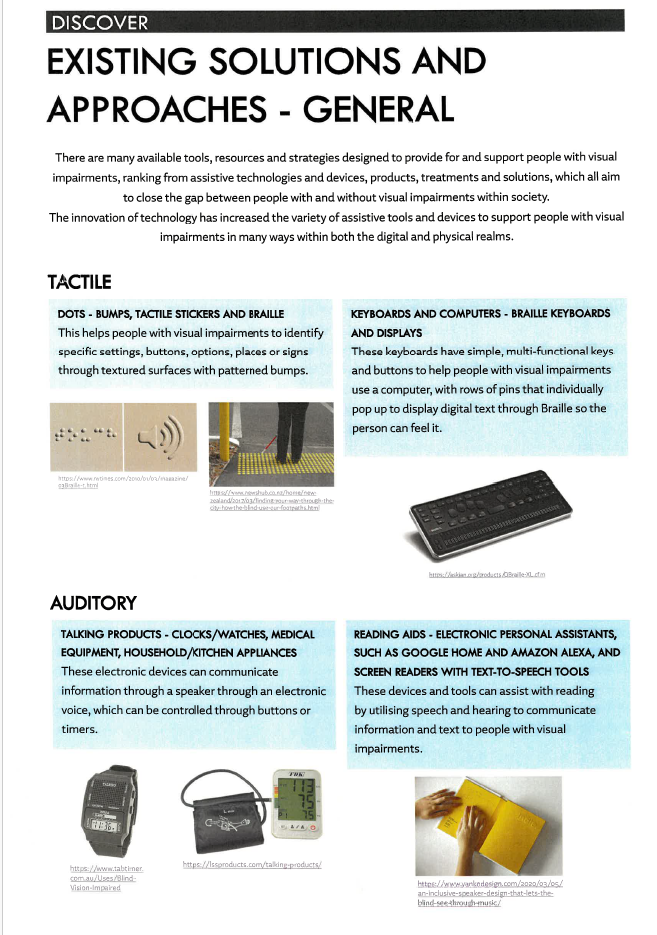 DISCOVER
EXISTING SOLUTIONS AND
APPROACHES - GENERAL
There are many available tools, resources and strategies designed to provide for and support people with visual
impairments, ranking from assistive technologies and devices, products, treatments and solutions, which all aim
to close the gap between people with and without visual impairments within society.
The innovation of technology has increased the variety of assistive tools and devices to support people with visual
impairments in many ways within both the digital and physical realms.
TACTILE
DOTS - BUMPS, TACTILE STICKERS AND BRAILLE
This helps people with visual impairments to identify
specific settings, buttons, options, places or signs
through textured surfaces with patterned bumps.
https://www.nytimes.com/2010/01/03/magazine/
03Braille-t.html
https://www.newshub.co.nz/home/new-
zealand/2017/03/finding-your-way-through-the-
city-how-the-blind-use-our-footpaths.html
KEYBOARDS AND COMPUTERS - BRAILLE KEYBOARDS
AND DISPLAYS
These keyboards have simple, multi-functional keys
and buttons to help people with visual impairments
use a computer, with rows of pins that individually
pop up to display digital text through Braille so the
person can feel it.
https://askjan.org/products/QBraille-XL.cfm
AUDITORY
TALKING PRODUCTS - CLOCKS/WATCHES, MEDICAL
EQUIPMENT, HOUSEHOLD/KITCHEN APPLIANCES
These electronic devices can communicate
information through a speaker through an electronic
voice, which can be controlled through buttons or
timers.
https://www.tabtimer.
com.au/Uses/Blind-
Vision-Impaired
113
75
75
https://lssproducts.com/talking-products/
READING AIDS - ELECTRONIC PERSONAL ASSISTANTS,
SUCH AS GOOGLE HOME AND AMAZON ALEXA, AND
SCREEN READERS WITH TEXT-TO-SPEECH TOOLS
These devices and tools can assist with reading
by utilising speech and hearing to communicate
information and text to people with visual
impairments.
https://www.yankodesign.com/2020/03/05/
an-inclusive-speaker-design-that-lets-the-
blind-see-through-music/